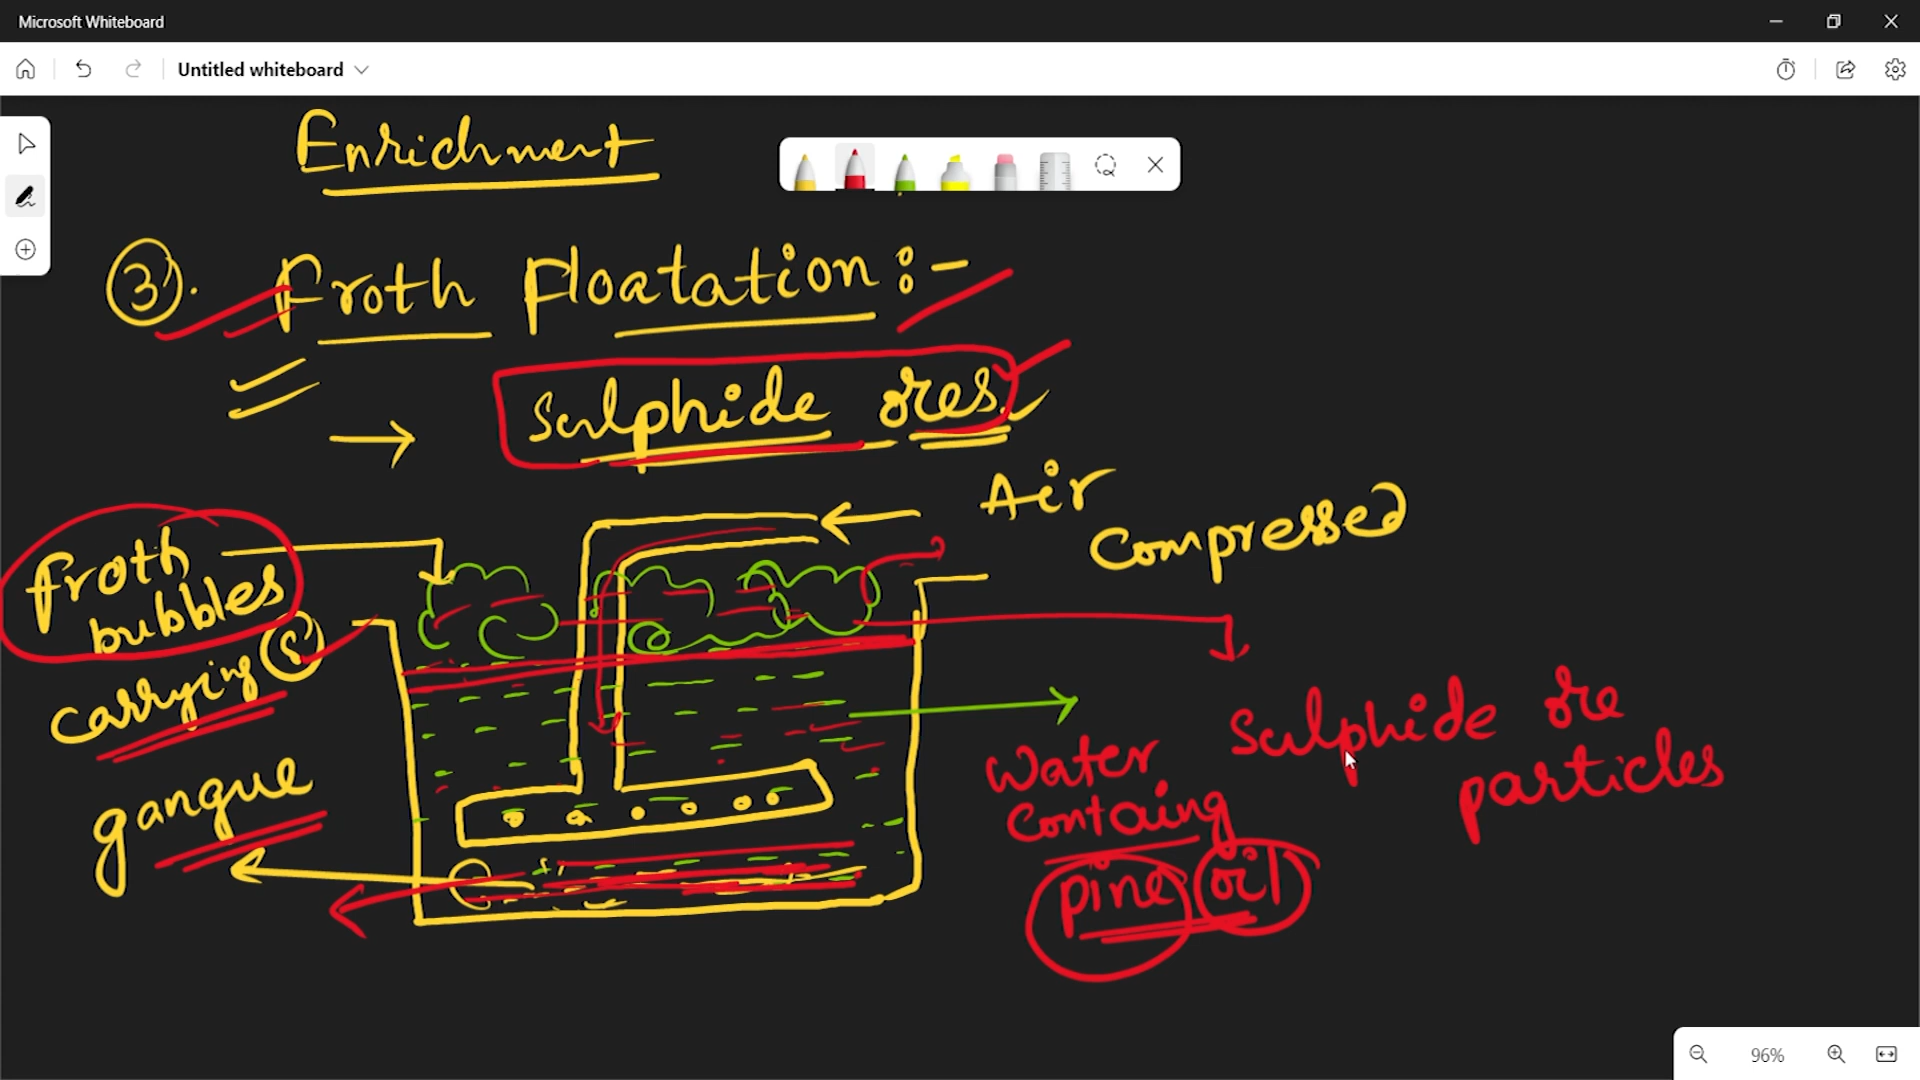 Microsoft Whiteboard
Untitled whiteboard
Enrichment
3. Froth Floatation :-
→ Sulphide ores
Air
Compressed
froth
bubbles
carrying S
gangue
Sulphide ore
particles
Water
Containg
pine oil
96%